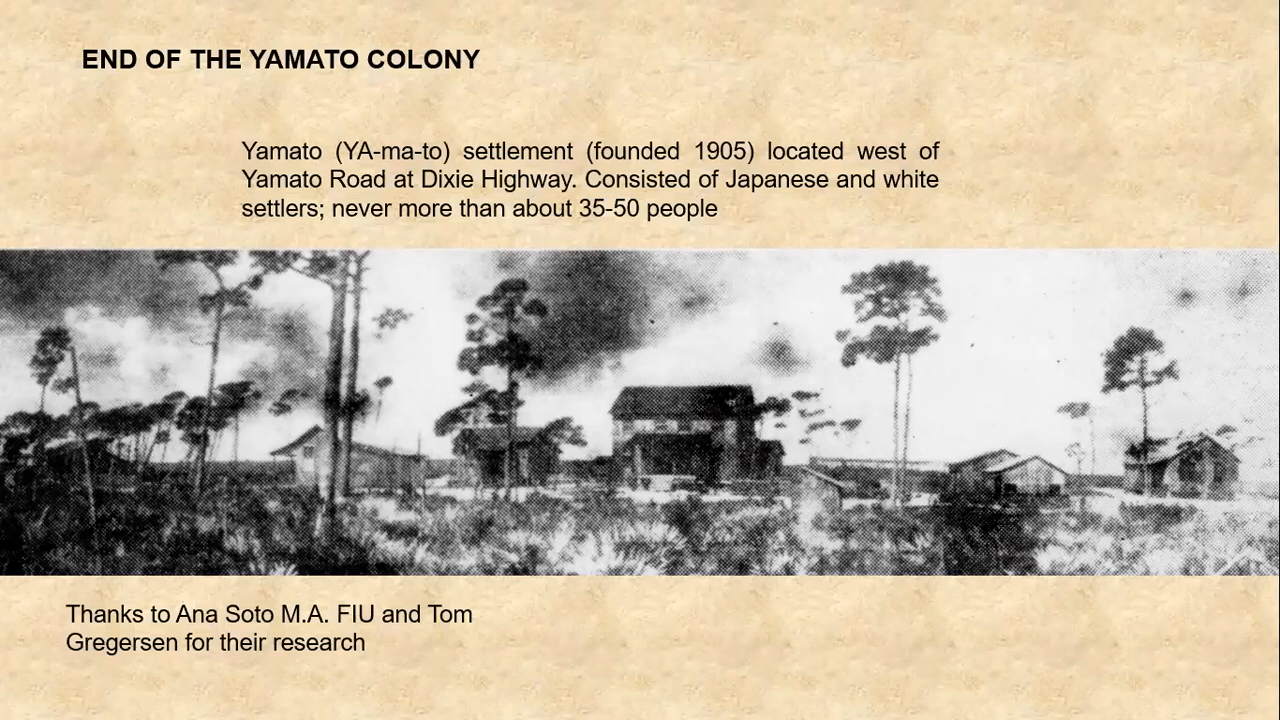 END OF THE YAMATO COLONY
Yamato (YA-ma-to) settlement (founded 1905) located west of
Yamato Road at Dixie Highway. Consisted of Japanese and white
settlers; never more than about 35-50 people
Thanks to Ana Soto M.A. FIU and Tom
Gregersen for their research